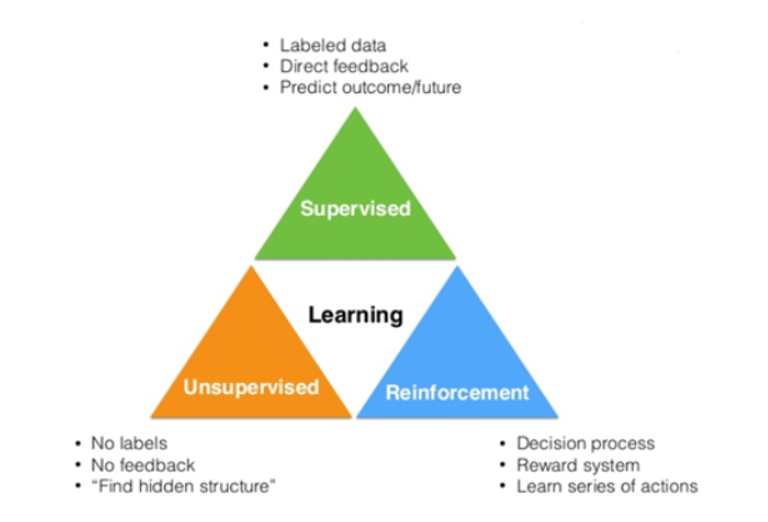 • Labeled data
• Direct feedback
• Predict outcome/future
Supervised
Learning
Unsupervised
Reinforcement
• No labels
• No feedback
• “Find hidden structure”
• Decision process
• Reward system
• Learn series of actions